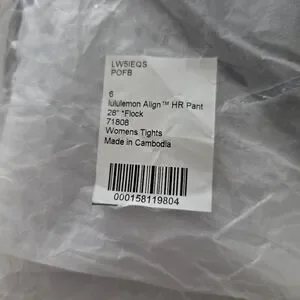 LW5IEQS
POFB
6
lululemon Align™ HR Pant
28" *Flock
71808
Womens Tights
Made in Cambodia
000158119804